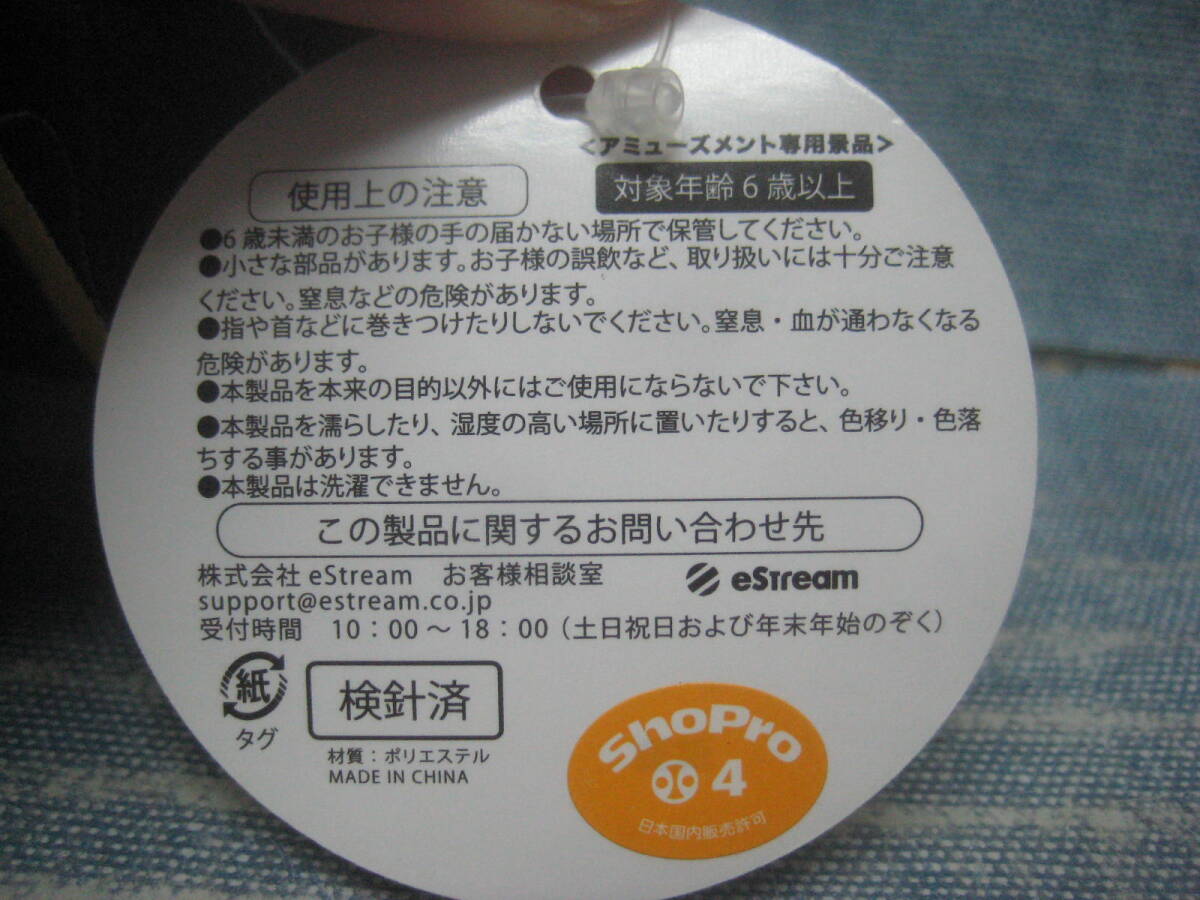 <アミューズメント専用景品>
使用上の注意
対象年齢6歳以上
●6歳未満のお子様の手の届かない場所で保管してください。
●小さな部品があります。お子様の誤飲など、取り扱いには十分ご注意
ください。窒息などの危険があります。
●指や首などに巻きつけたりしないでください。窒息・血が通わなくなる
危険があります。
●本製品を本来の目的以外にはご使用にならないで下さい。
●本製品を濡らしたり、湿度の高い場所に置いたりすると、色移り・色落
ちする事があります。
●本製品は洗濯できません。
この製品に関するお問い合わせ先
株式会社 eStream お客様相談室
eStream
support@estream.co.jp
受付時間 10：00～18：00（土日祝日および年末年始のぞく）
紙
タグ
検針済
材質：ポリエステル
MADE IN CHINA
ShoPro
4
日本国内販売許可